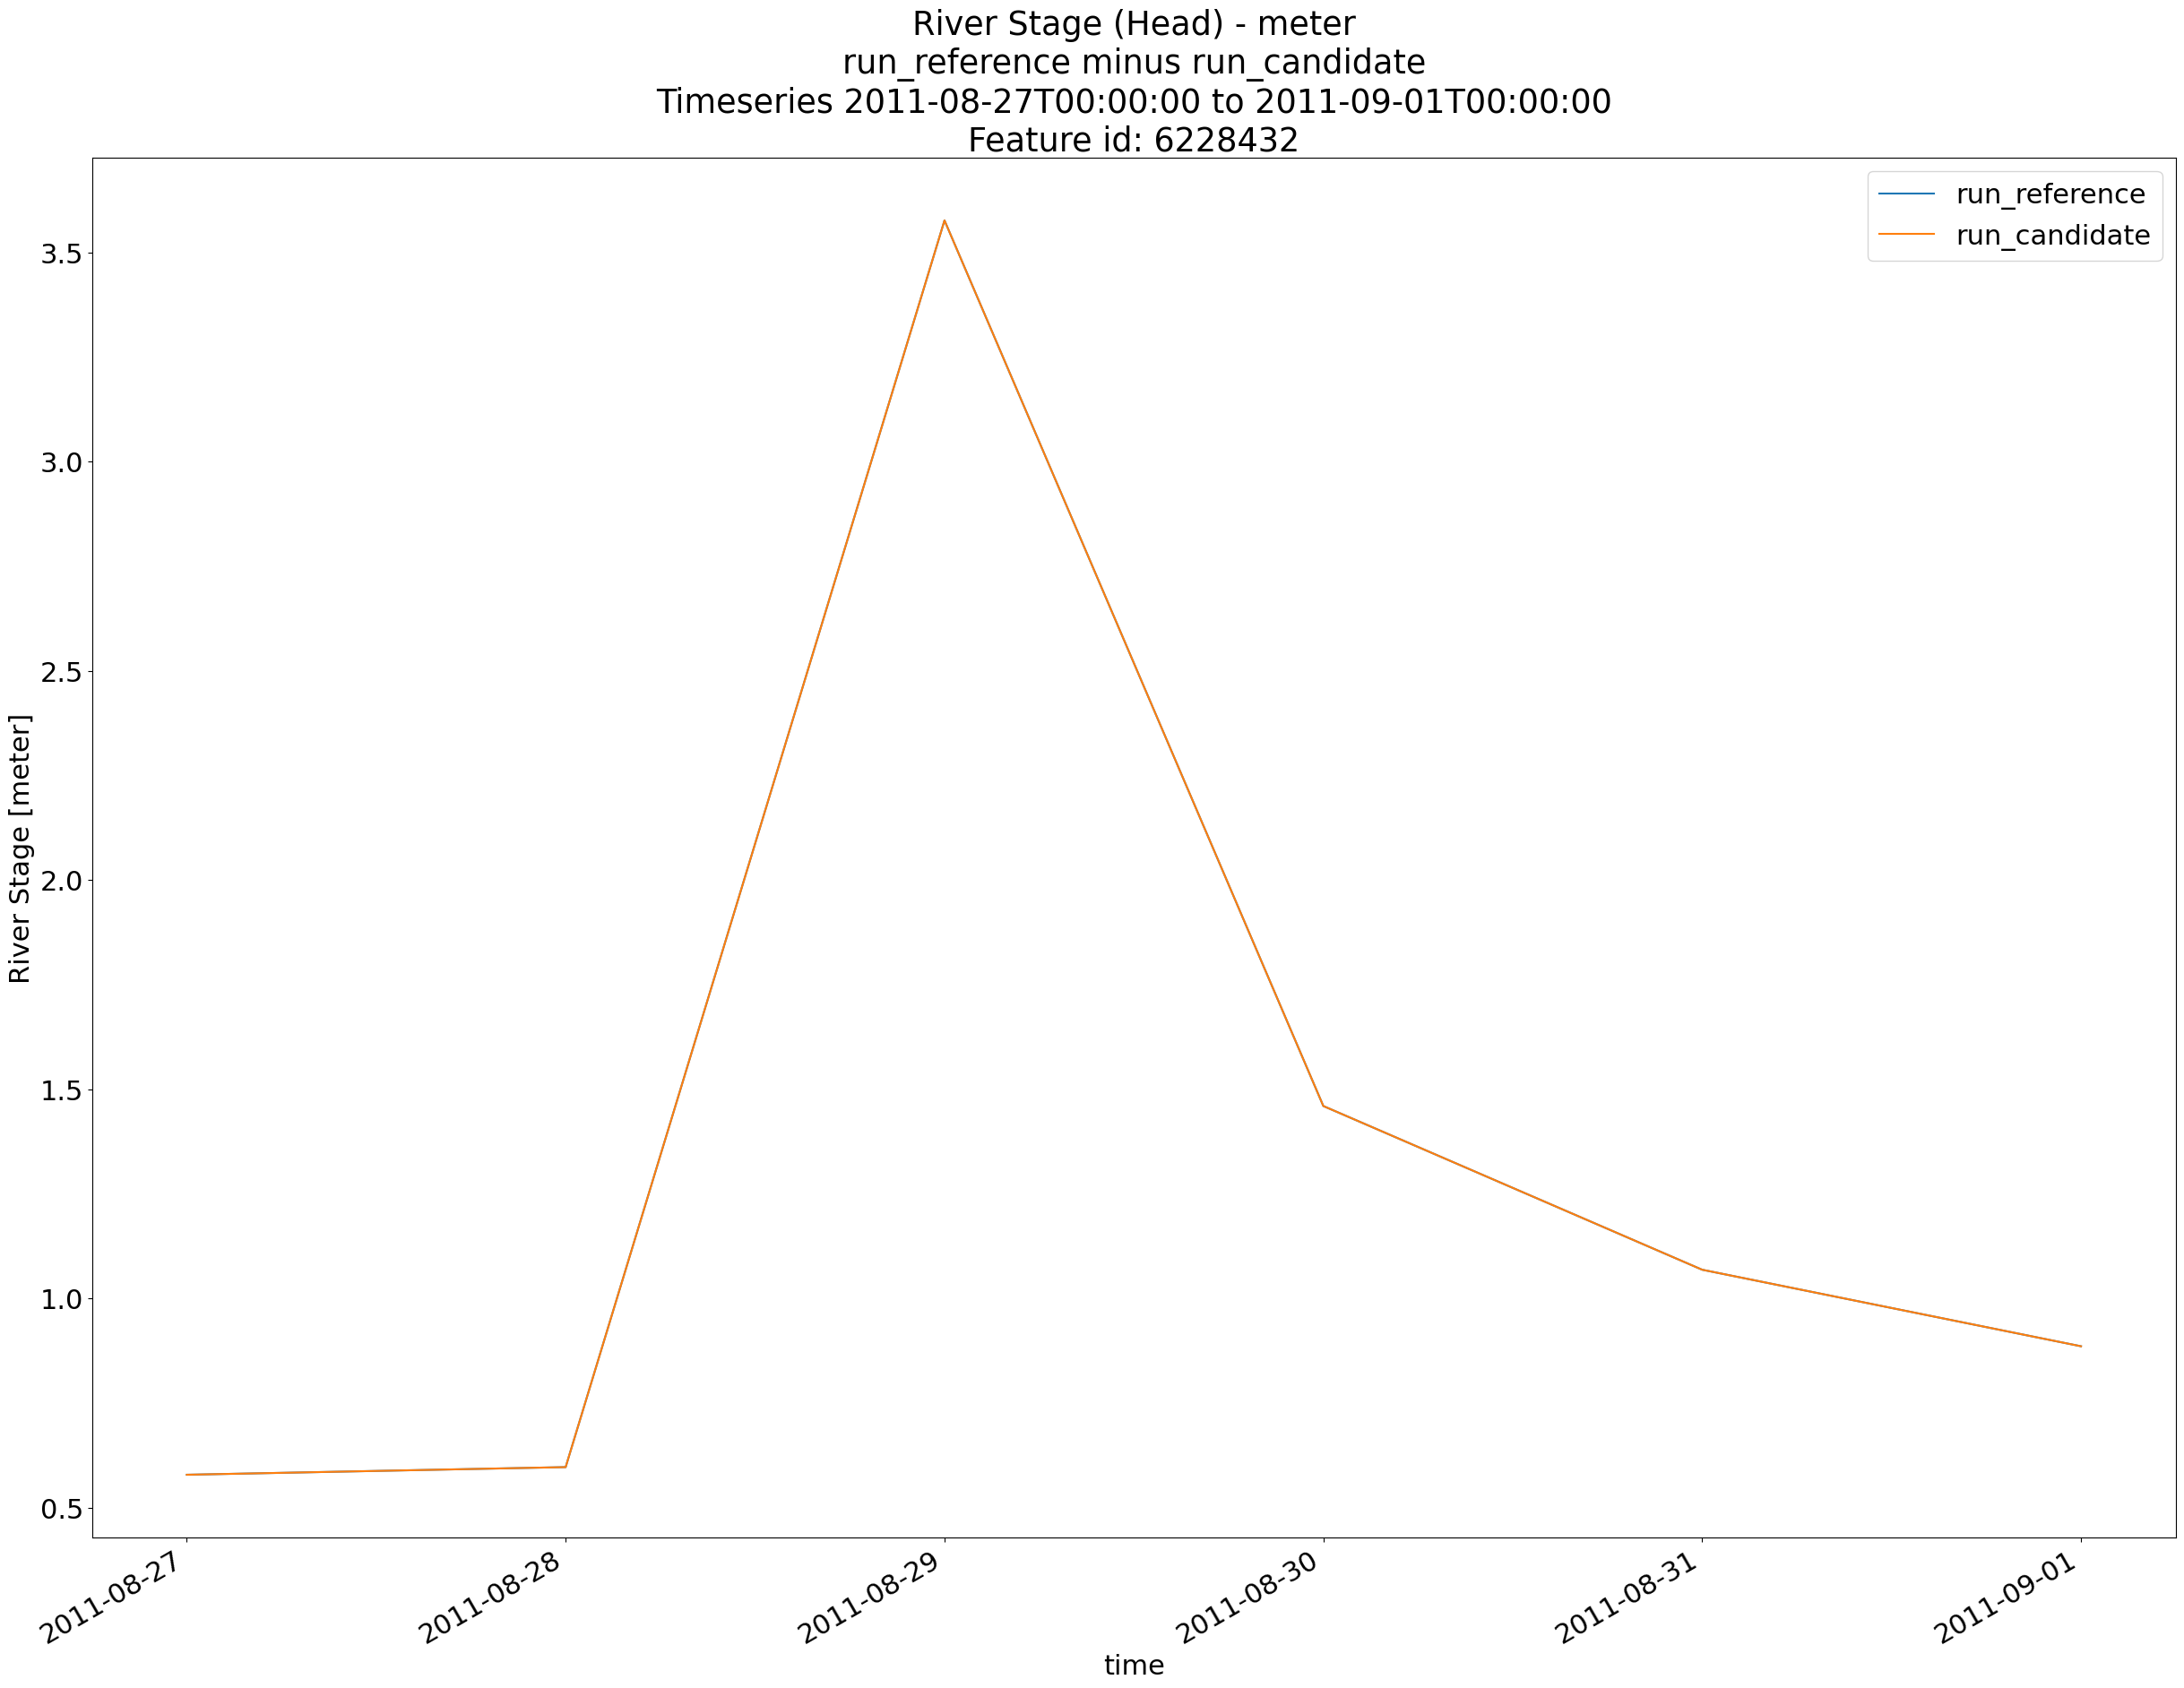 River Stage (Head) - meter
run_reference minus run_candidate
Timeseries 2011-08-27T00:00:00 to 2011-09-01T00:00:00
Feature id: 6228432
run_reference
run_candidate
3.5
3.0
2.5
2.0
1.5
1.0
0.5
River Stage [meter]
2011-08-27
2011-08-28
2011-08-29
2011-08-30
2011-08-31
2011-09-01
time